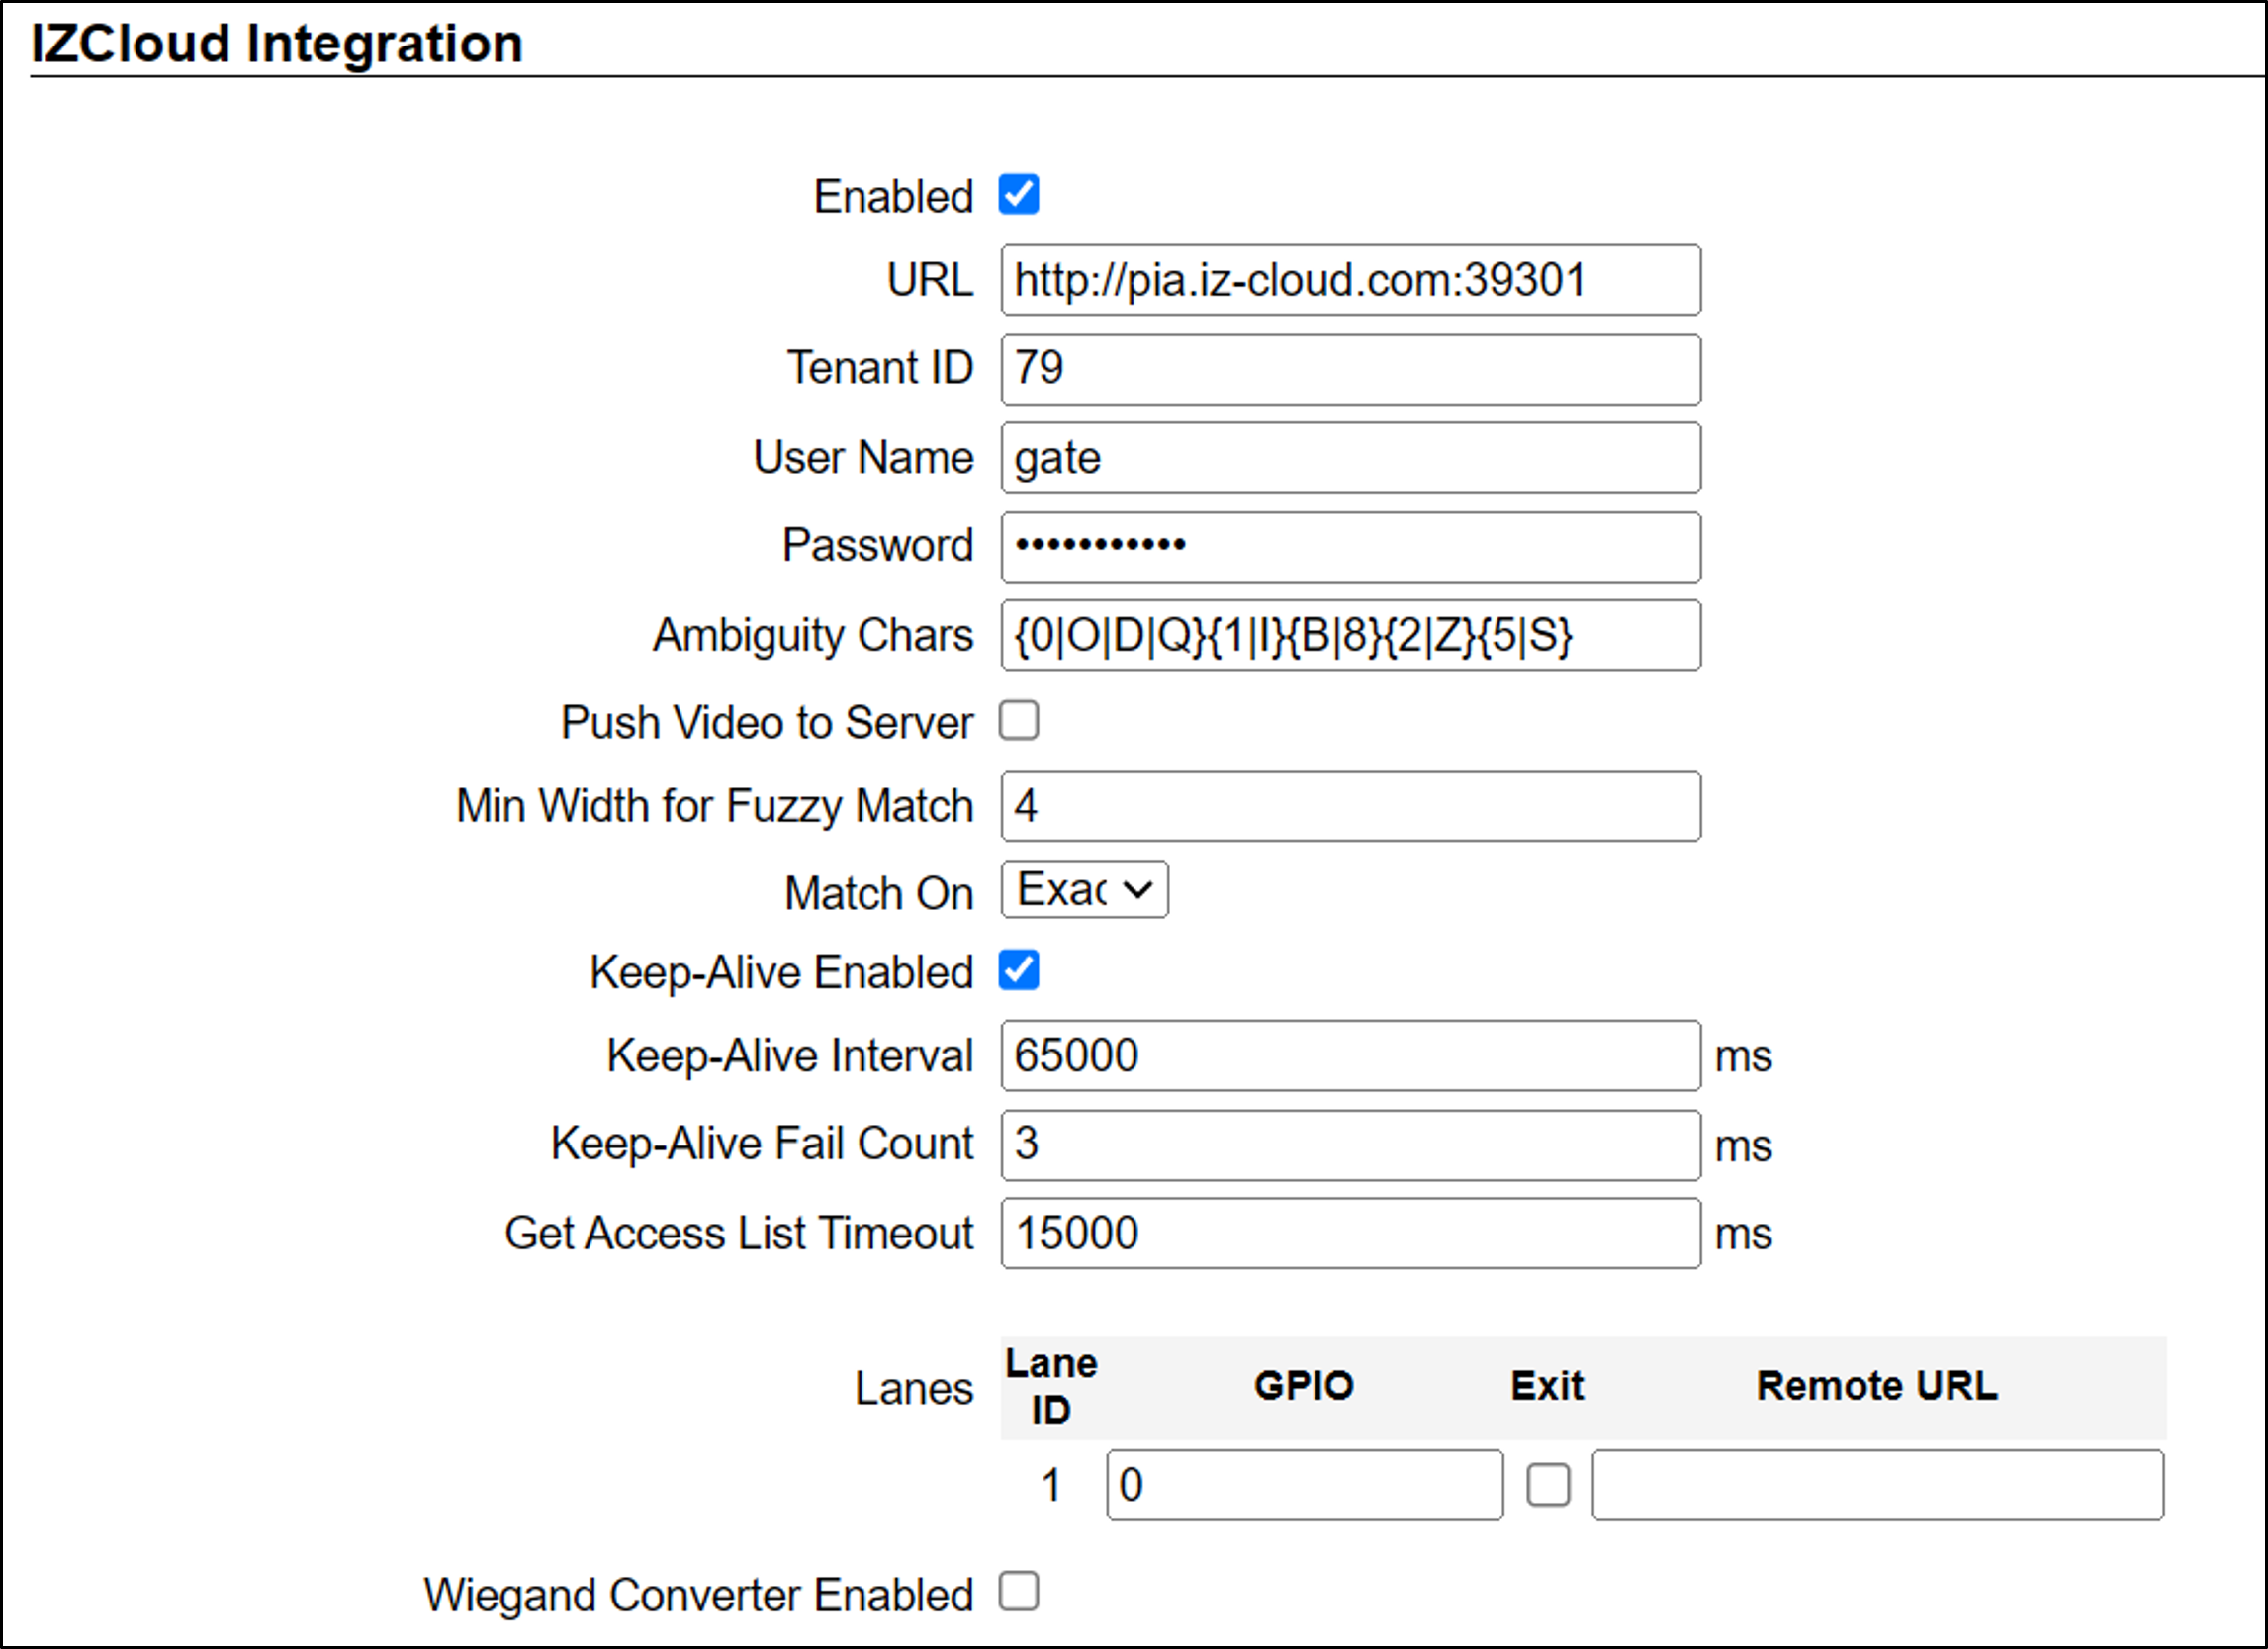 IZCloud Integration
Enabled
URL http://pia.iz-cloud.com:39301
Tenant ID 79
User Name gate
Password •••••••••••
Ambiguity Chars {0|O|D|Q}{1|I}{B|8}{2|Z}{5|S}
Push Video to Server
Min Width for Fuzzy Match 4
Match On Exac
Keep-Alive Enabled
Keep-Alive Interval 65000 ms
Keep-Alive Fail Count 3 ms
Get Access List Timeout 15000 ms
Lanes Lane ID GPIO Exit Remote URL
1 0
Wiegand Converter Enabled